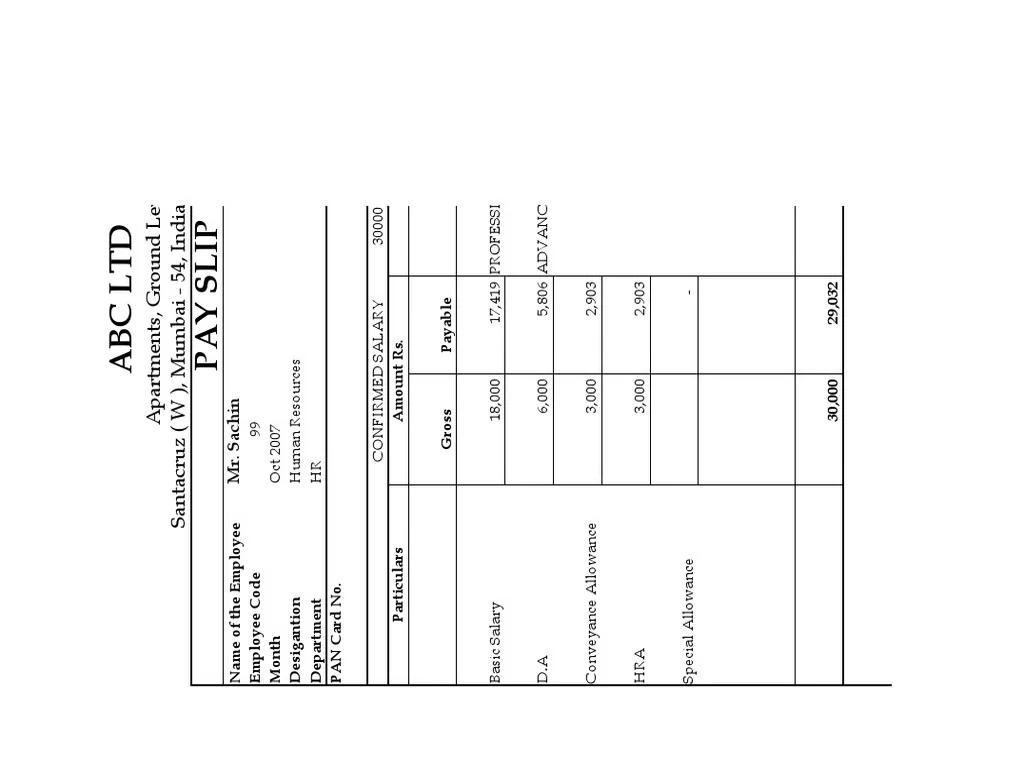 ABC LTD
Apartments, Ground Le
Santacruz ( W ), Mumbai - 54, India
PAY SLIP
Name of the Employee Mr. Sachin
Employee Code 99
Month Oct 2007
Desigantion Human Resources
Department HR
PAN Card No.
CONFIRMED SALARY 30000
Particulars Amount Rs.
Gross Payable
Basic Salary 18,000 17,419 PROFESSI
D.A 6,000 5,806 ADVANC
Conveyance Allowance 3,000 2,903
HRA 3,000 2,903
Special Allowance -
30,000 29,032